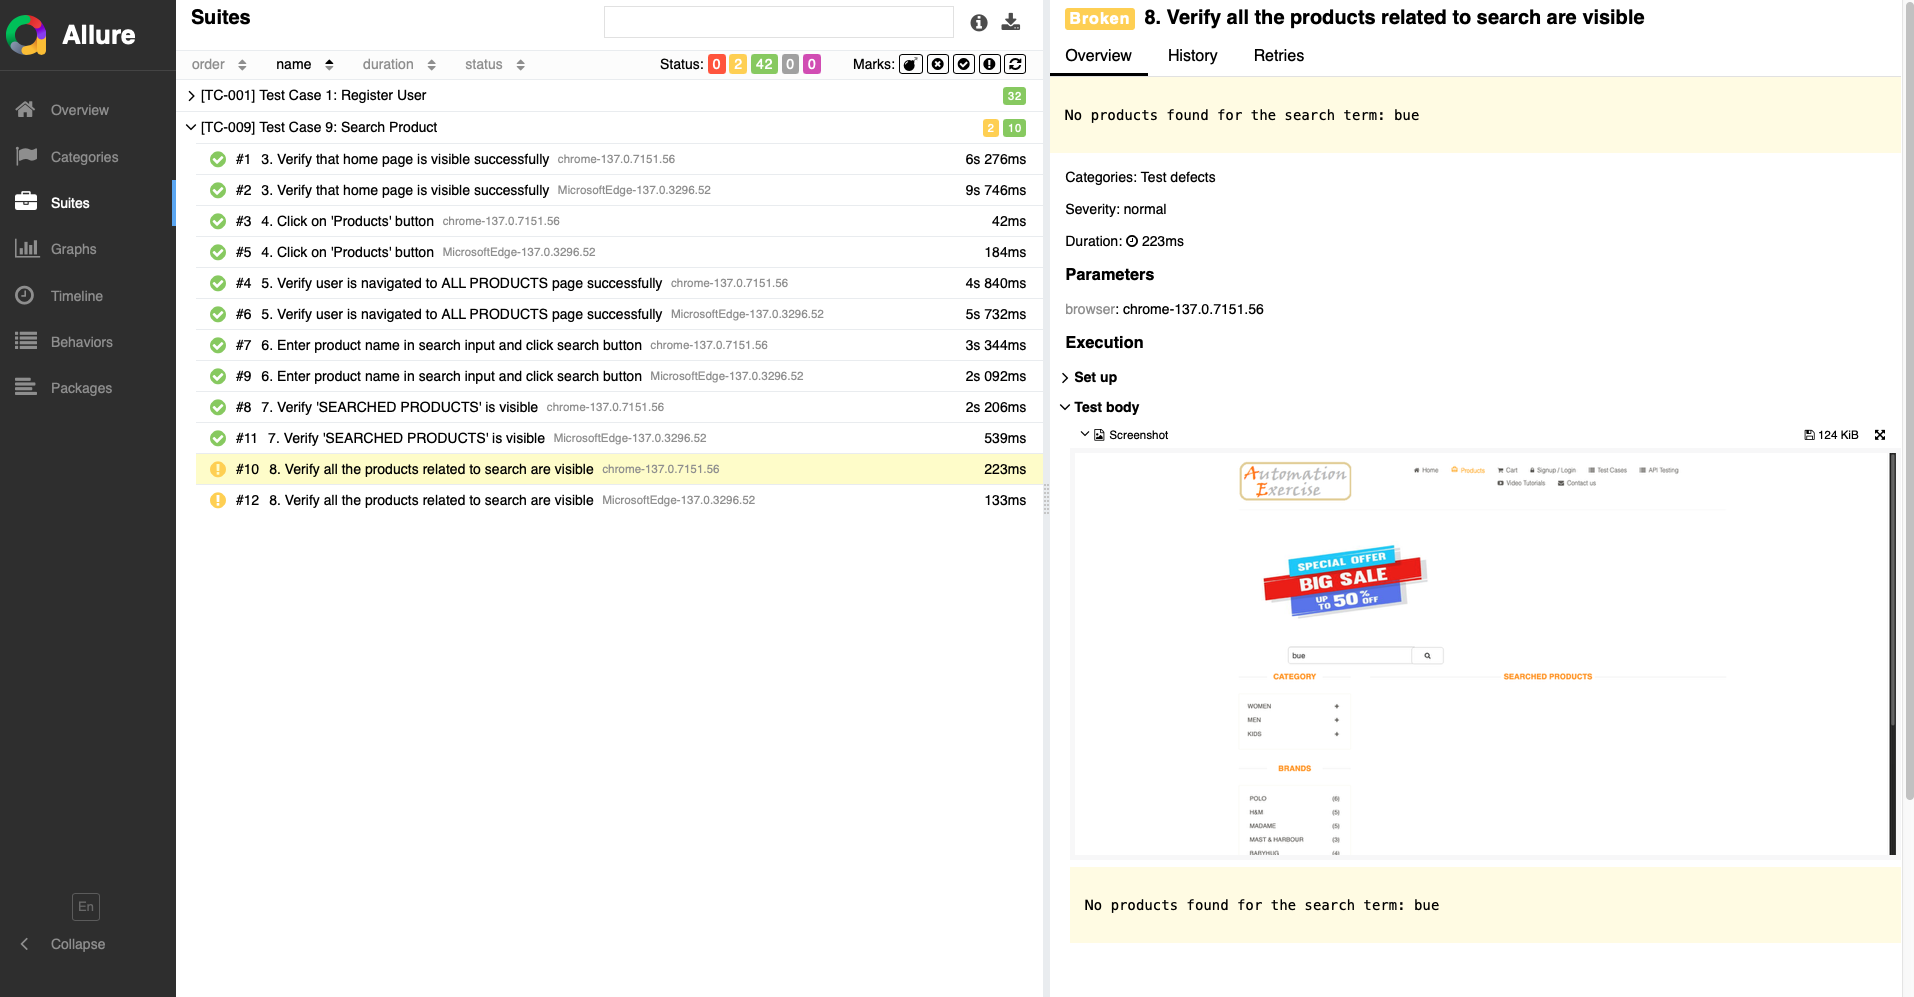 Allure
Overview
Categories
Suites
Graphs
Timeline
Behaviors
Packages
En
Collapse
Suites
order name duration status Status: 0 2 42 0 0 Marks:
[TC-001] Test Case 1: Register User 32
[TC-009] Test Case 9: Search Product 2 10
#1 3. Verify that home page is visible successfully chrome-137.0.7151.56 6s 276ms
#2 3. Verify that home page is visible successfully MicrosoftEdge-137.0.3296.52 9s 746ms
#3 4. Click on 'Products' button chrome-137.0.7151.56 42ms
#5 4. Click on 'Products' button MicrosoftEdge-137.0.3296.52 184ms
#4 5. Verify user is navigated to ALL PRODUCTS page successfully chrome-137.0.7151.56 4s 840ms
#6 5. Verify user is navigated to ALL PRODUCTS page successfully MicrosoftEdge-137.0.3296.52 5s 732ms
#7 6. Enter product name in search input and click search button chrome-137.0.7151.56 3s 344ms
#9 6. Enter product name in search input and click search button MicrosoftEdge-137.0.3296.52 2s 092ms
#8 7. Verify 'SEARCHED PRODUCTS' is visible chrome-137.0.7151.56 2s 206ms
#11 7. Verify 'SEARCHED PRODUCTS' is visible MicrosoftEdge-137.0.3296.52 539ms
#10 8. Verify all the products related to search are visible chrome-137.0.7151.56 223ms
#12 8. Verify all the products related to search are visible MicrosoftEdge-137.0.3296.52 133ms
Broken 8. Verify all the products related to search are visible
Overview History Retries
No products found for the search term: bue
Categories: Test defects
Severity: normal
Duration: 223ms
Parameters
browser: chrome-137.0.7151.56
Execution
Set up
Test body
Screenshot 124 KiB
Automation
Exercise
Home Products Cart Signup / Login Test Cases API Testing
Video Tutorials Contact us
SPECIAL OFFER
BIG SALE
UP TO 50% OFF
bue
CATEGORY SEARCHED PRODUCTS
WOMEN
MEN
KIDS
BRANDS
POLO (6)
H&M (5)
MADAME (5)
MAST & HARBOUR (3)
BABYHUG (4)
No products found for the search term: bue